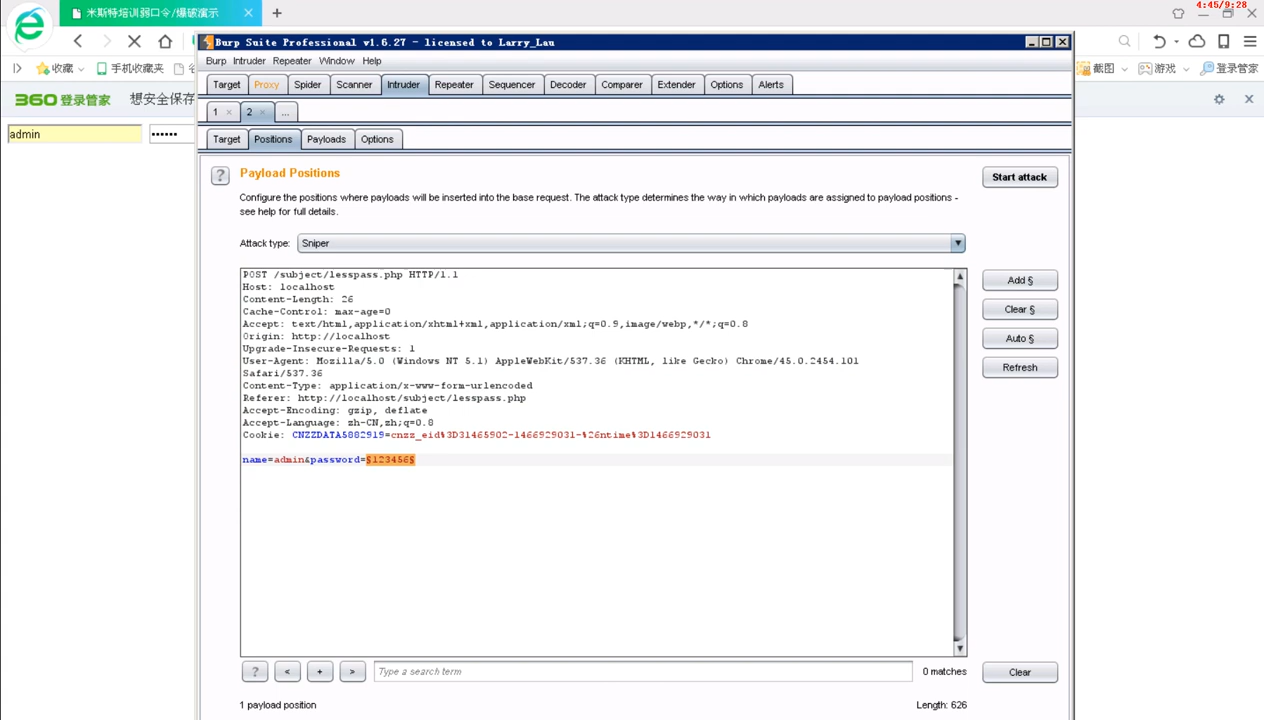 4:45/9:28
米斯特培训弱口令/爆破演示
Burp Suite Professional v1.6.27 - licensed to Larry_Lau
Burp Intruder Repeater Window Help
收藏 手机收藏夹 截图 游戏 登录管家
Target Proxy Spider Scanner Intruder Repeater Sequencer Decoder Comparer Extender Options Alerts
360 登录管家 想安全保存
1 × 2 × ...
admin ••••••
Target Positions Payloads Options
? Payload Positions
Start attack
Configure the positions where payloads will be inserted into the base request. The attack type determines the way in which payloads are assigned to payload positions -
see help for full details.
Attack type: Sniper
POST /subject/lesspass.php HTTP/1.1
Host: localhost
Content-Length: 26
Cache-Control: max-age=0
Accept: text/html,application/xhtml+xml,application/xml;q=0.9,image/webp,*/*;q=0.8
Origin: http://localhost
Upgrade-Insecure-Requests: 1
User-Agent: Mozilla/5.0 (Windows NT 5.1) AppleWebKit/537.36 (KHTML, like Gecko) Chrome/45.0.2454.101
Safari/537.36
Content-Type: application/x-www-form-urlencoded
Referer: http://localhost/subject/lesspass.php
Accept-Encoding: gzip, deflate
Accept-Language: zh-CN,zh;q=0.8
Cookie: CNZZDATA5882919=cnzz_eid%3D31465902-1466929031-%26ntime%3D1466929031
name=admin&password=§123456§
Add §
Clear §
Auto §
Refresh
? < + > Type a search term 0 matches Clear
1 payload position Length: 626